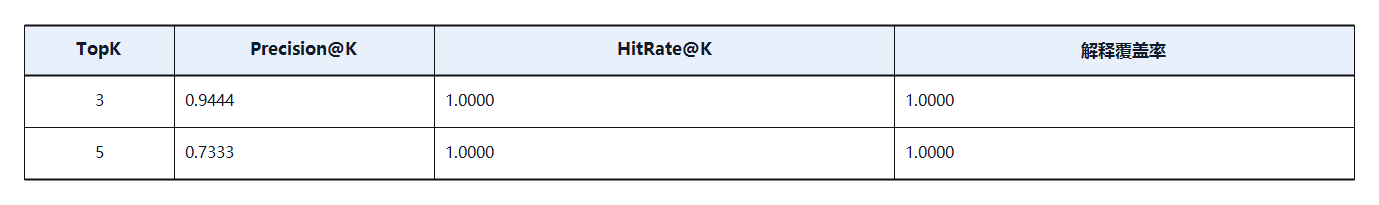 TopK Precision@K HitRate@K 解释覆盖率
3 0.9444 1.0000 1.0000
5 0.7333 1.0000 1.0000